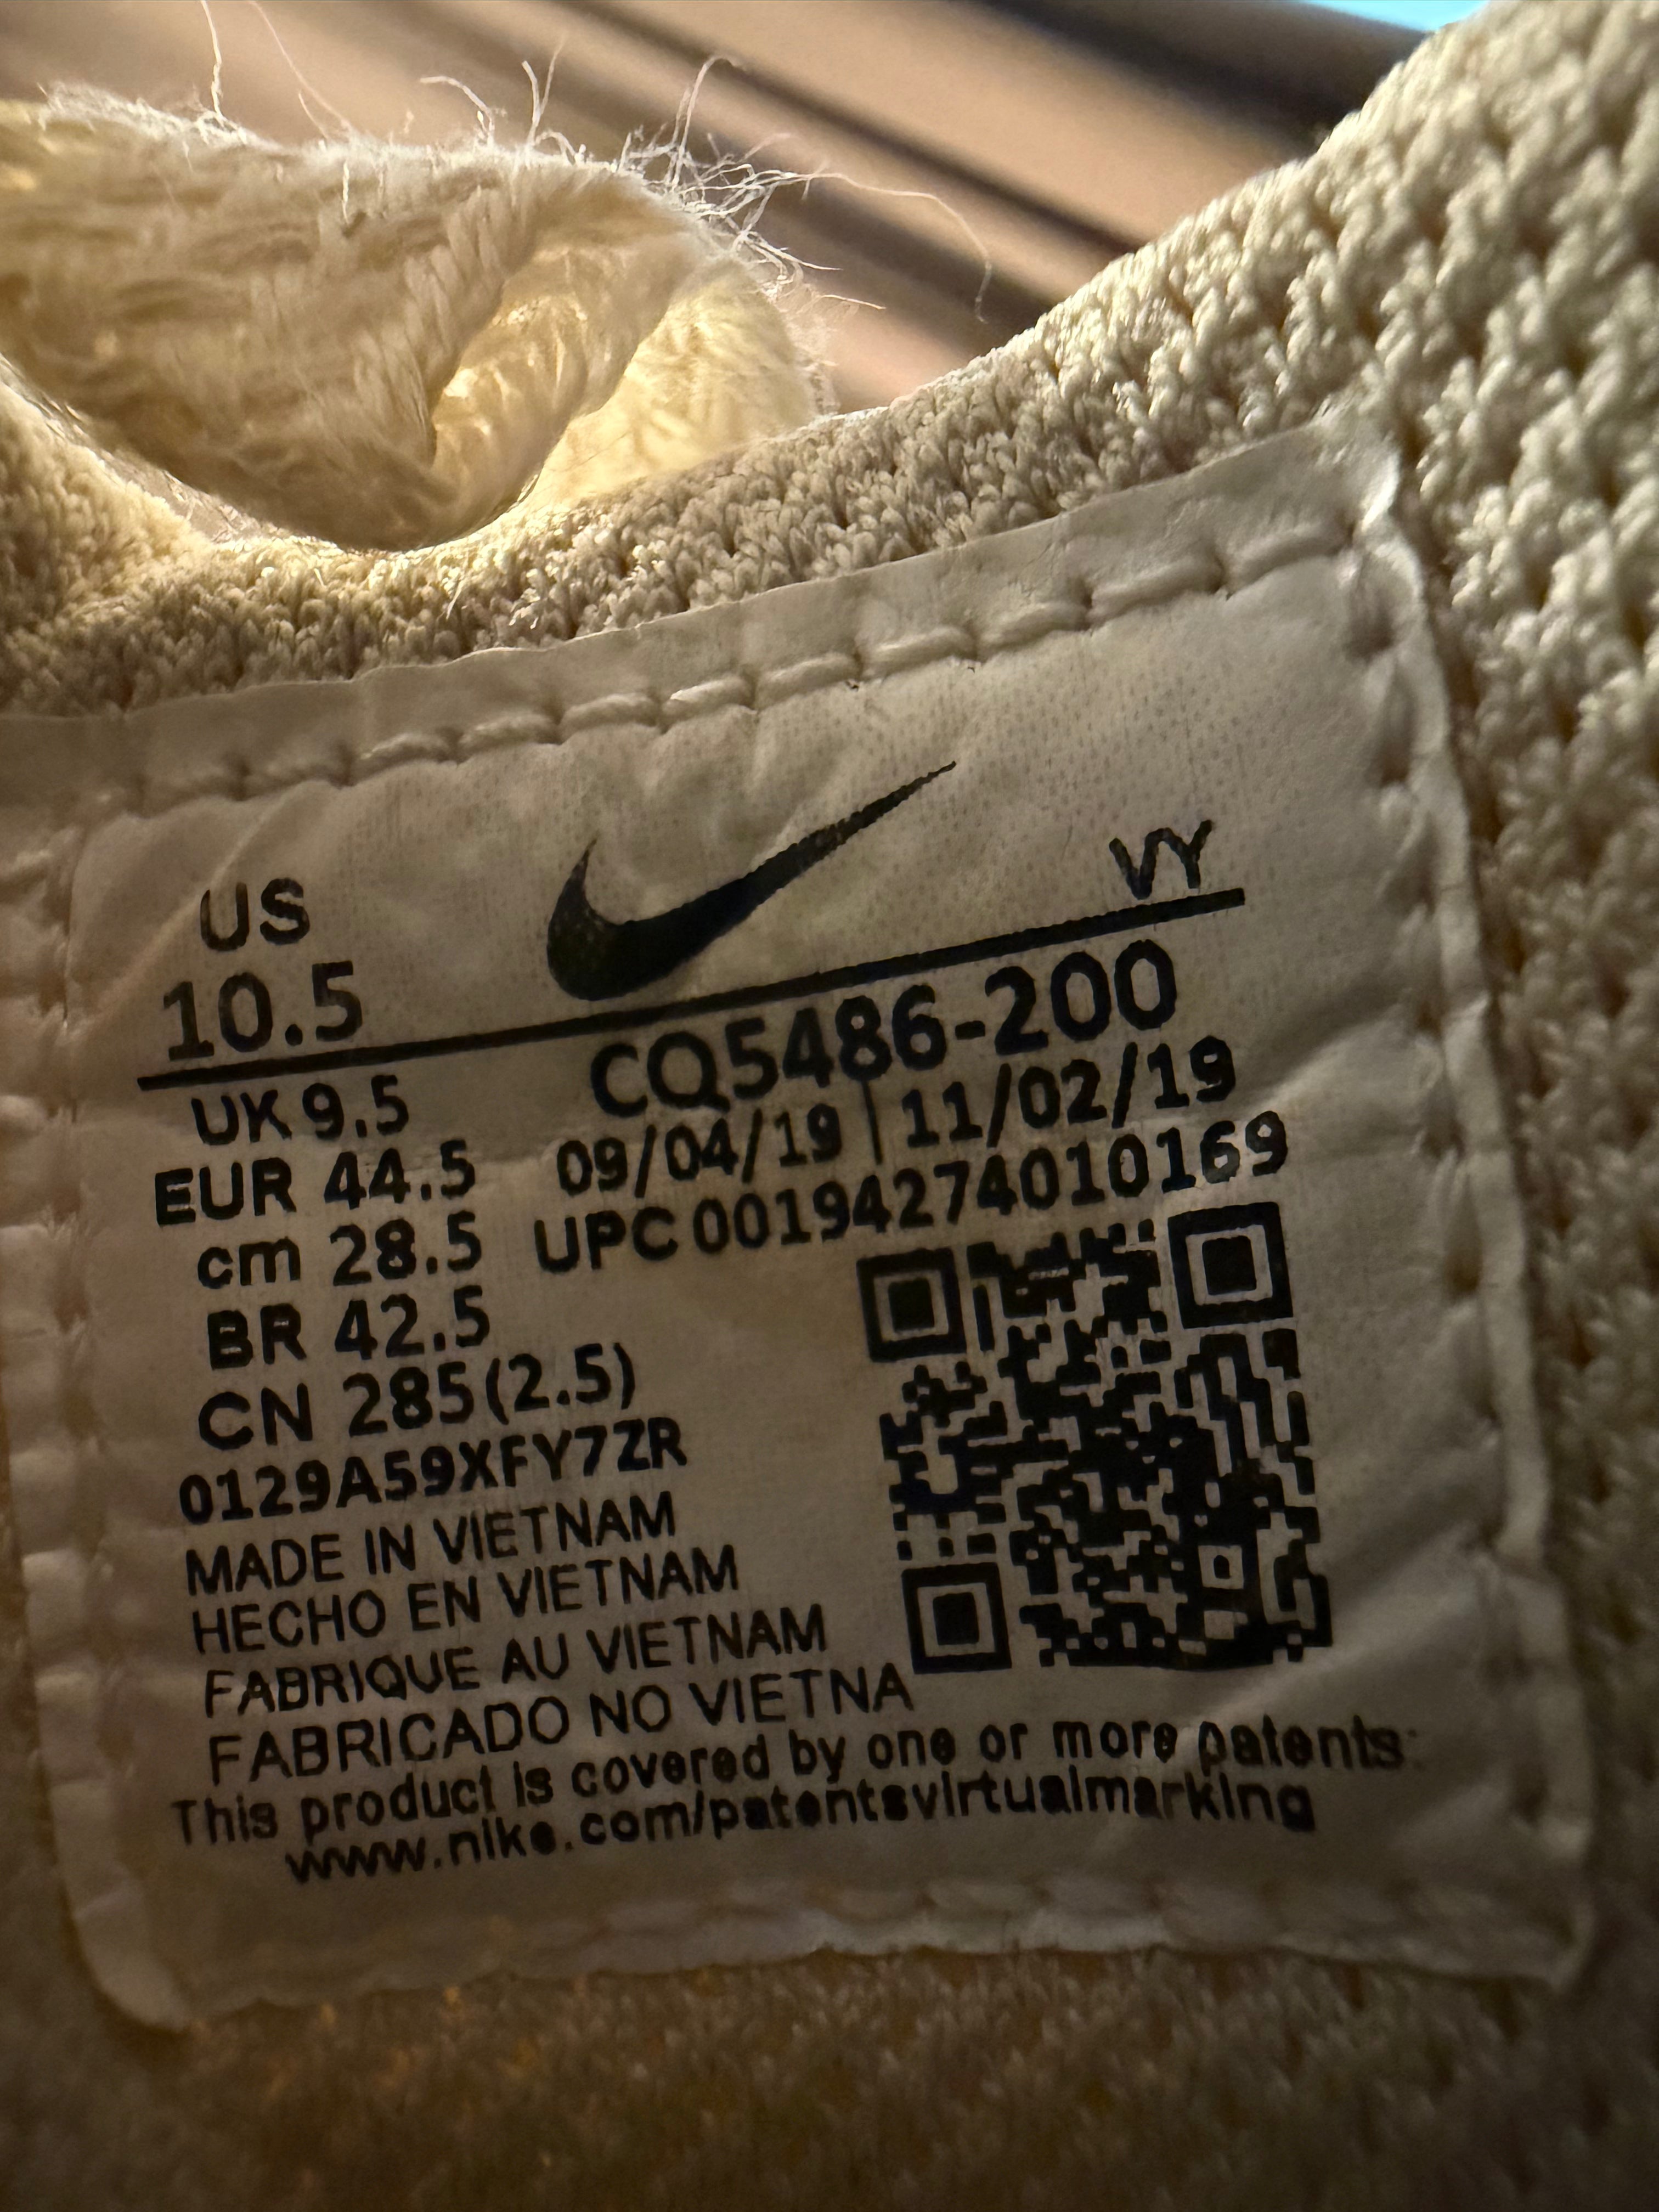 US
10.5
VY
UK 9.5
CQ5486-200
EUR 44.5
09/04/19 | 11/02/19
cm 28.5
UPC 00194274010169
BR 42.5
CN 285(2.5)
0129A59XFY7ZR
MADE IN VIETNAM
HECHO EN VIETNAM
FABRIQUE AU VIETNAM
FABRICADO NO VIETNA
This product is covered by one or more patents:
www.nike.com/patentsvirtualmarking